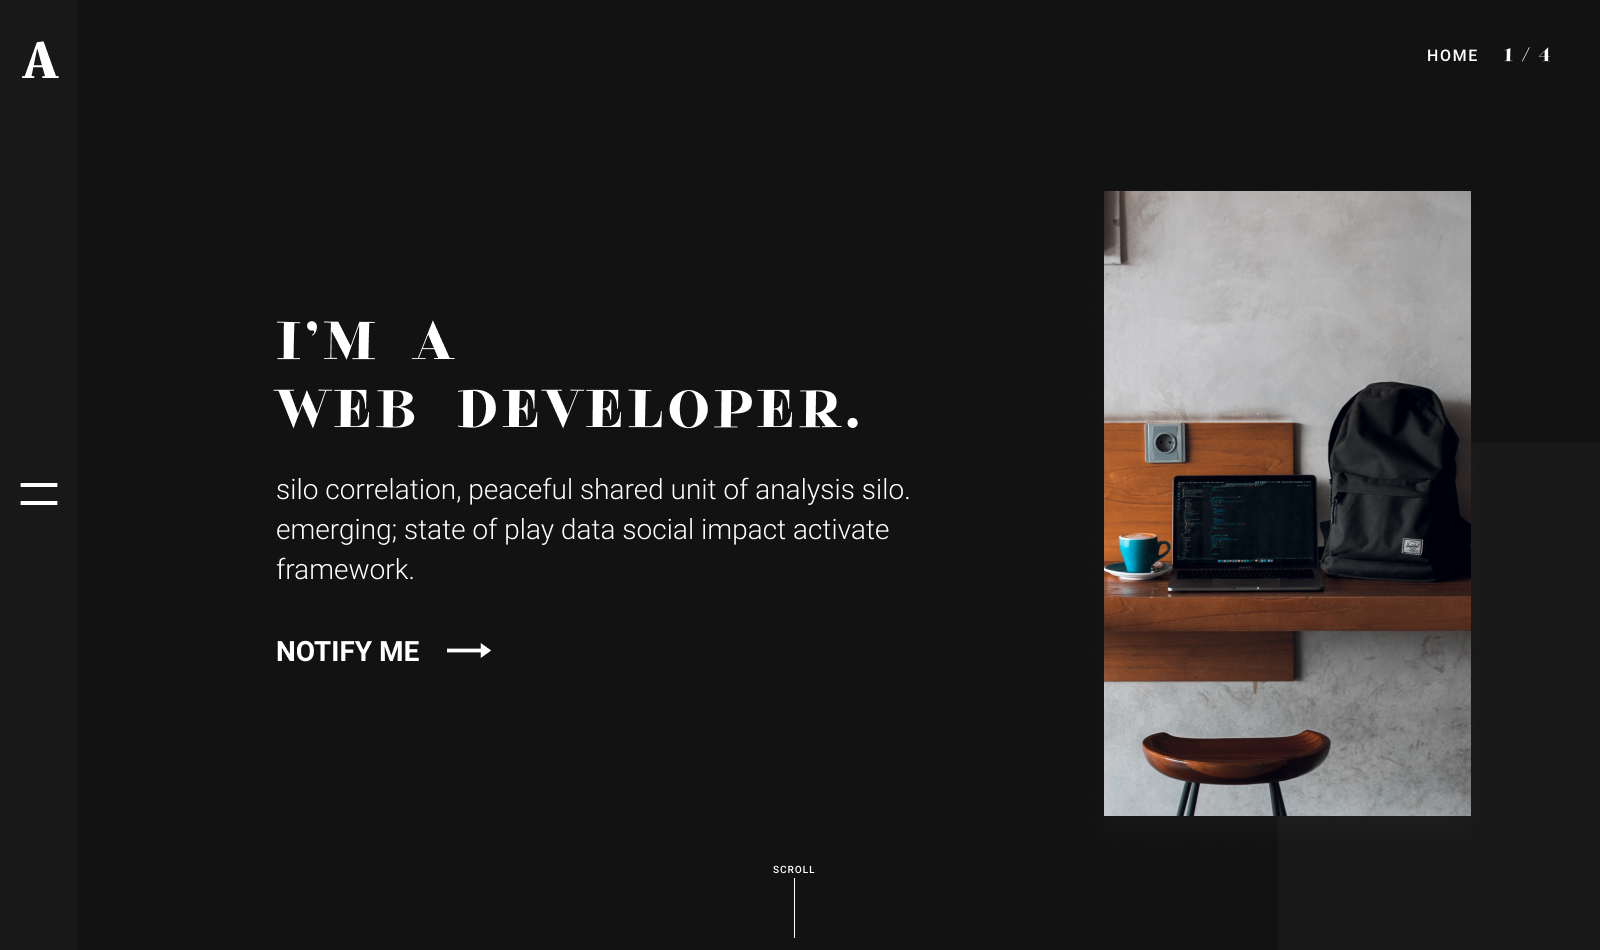 A
HOME 1 / 4
I’M A
WEB DEVELOPER.
silo correlation, peaceful shared unit of analysis silo.
emerging; state of play data social impact activate
framework.
NOTIFY ME
SCROLL